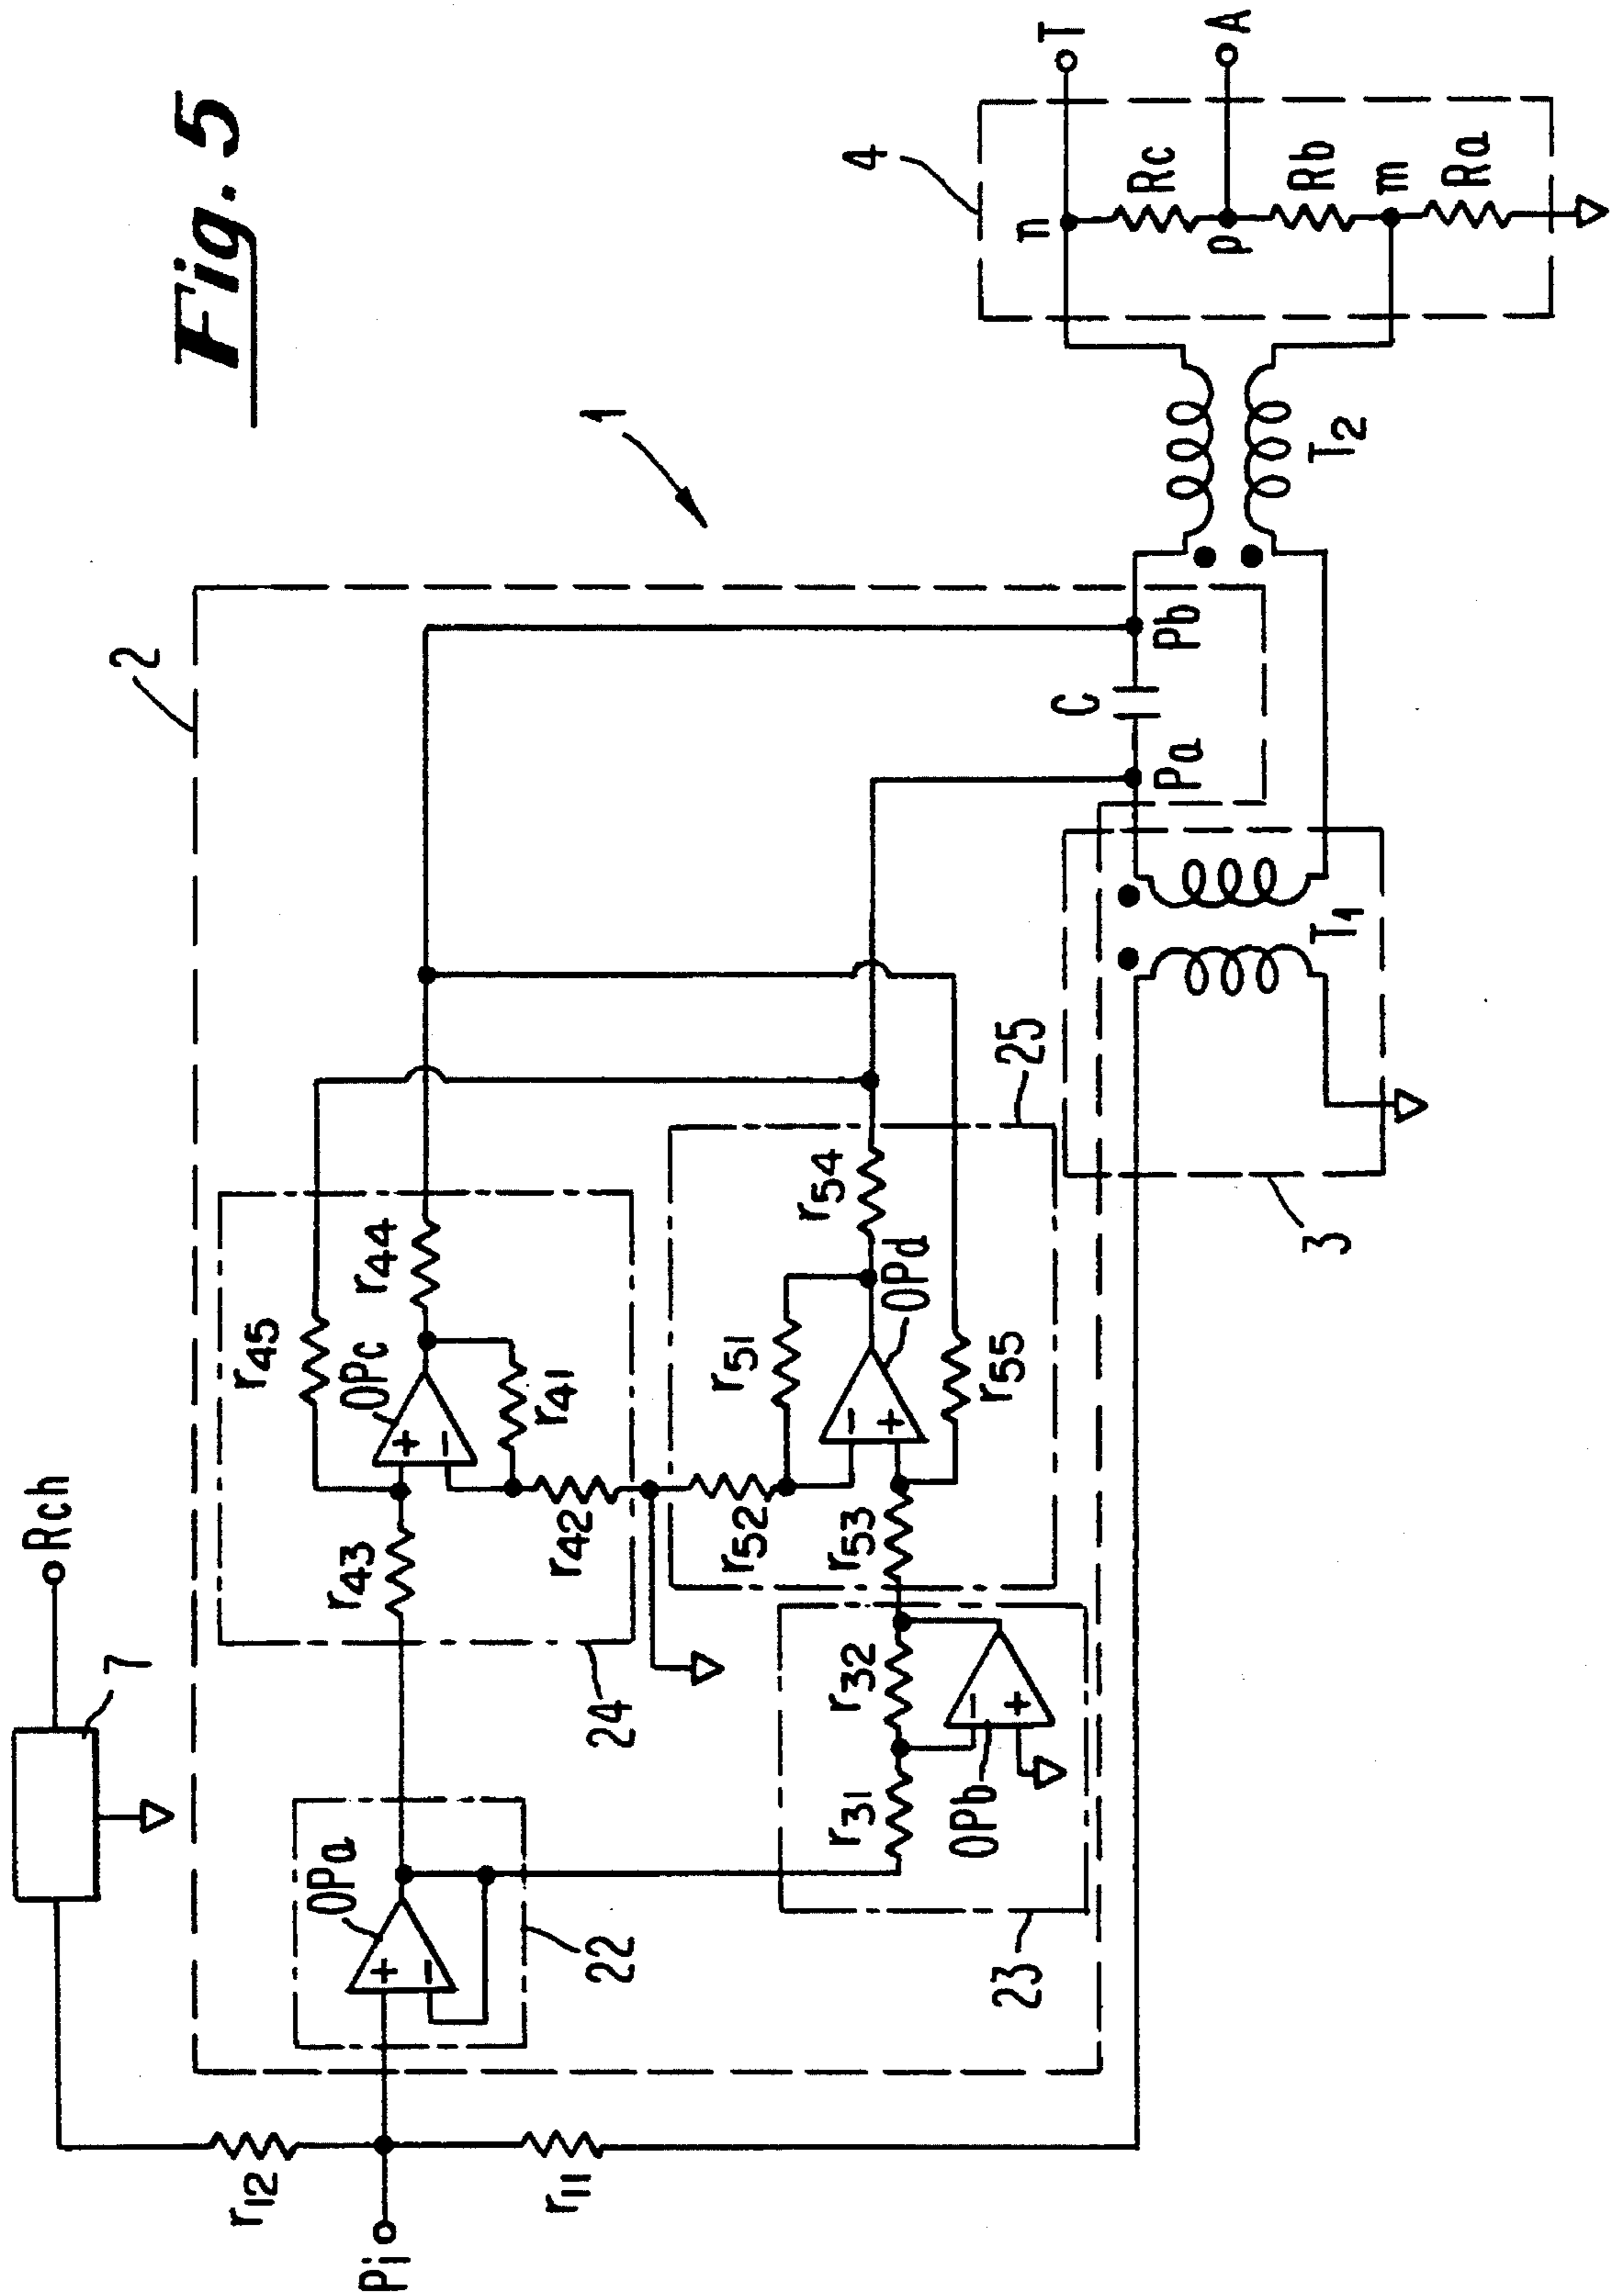 Fig. 5
Rch
7
r12
Pi
r11
2
1
OPa
22
r43
r45
OPc
r44
r41
r42
24
r31
r32
OPb
23
r52
r51
r53
r54
OPd
r55
25
Pa
C
Pb
T1
3
T2
4
n
Rc
p
Rb
m
Ra
T
A
+
−
+
−
−
+
−
+